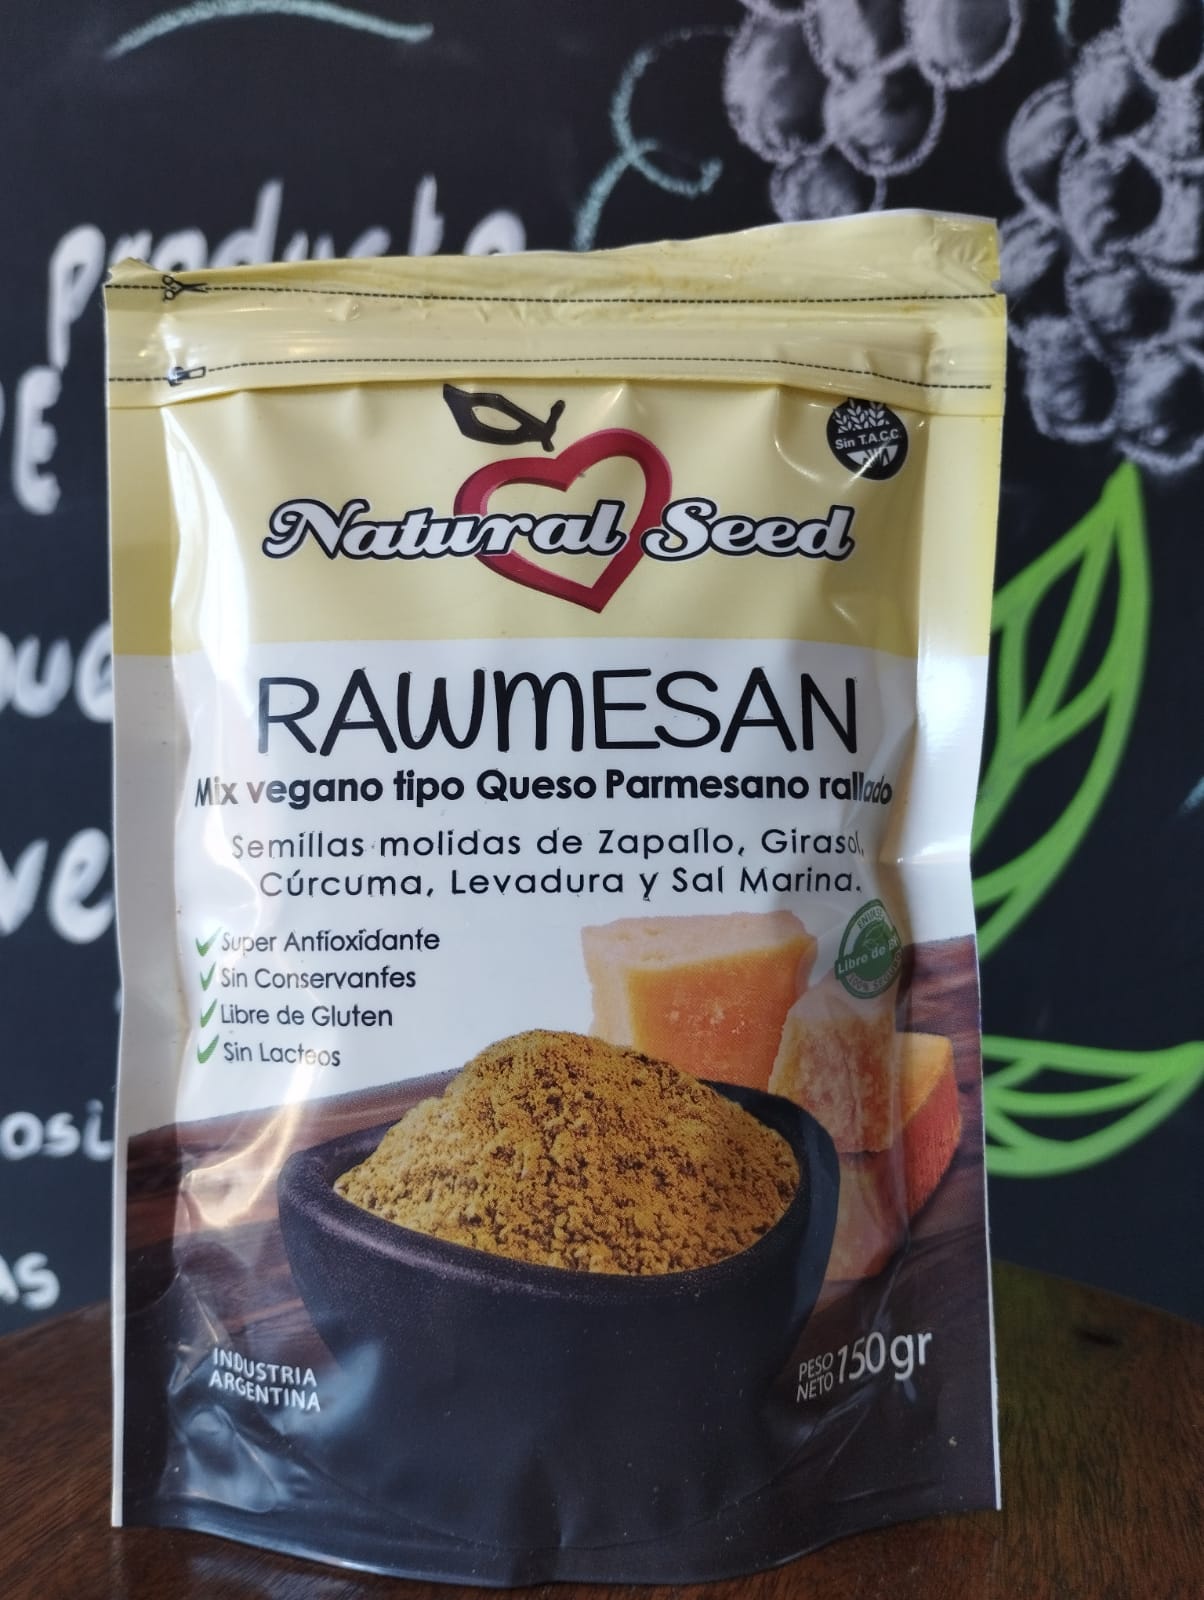 producto
Sin T.A.C.C.
Natural Seed
RAWMESAN
Mix vegano tipo Queso Parmesano rallado
Semillas molidas de Zapallo, Girasol,
Cúrcuma, Levadura y Sal Marina.
Super Antioxidante
Sin Conservantes
Libre de Gluten
Sin Lacteos
Libre de
INDUSTRIA
ARGENTINA
PESO
NETO 150gr